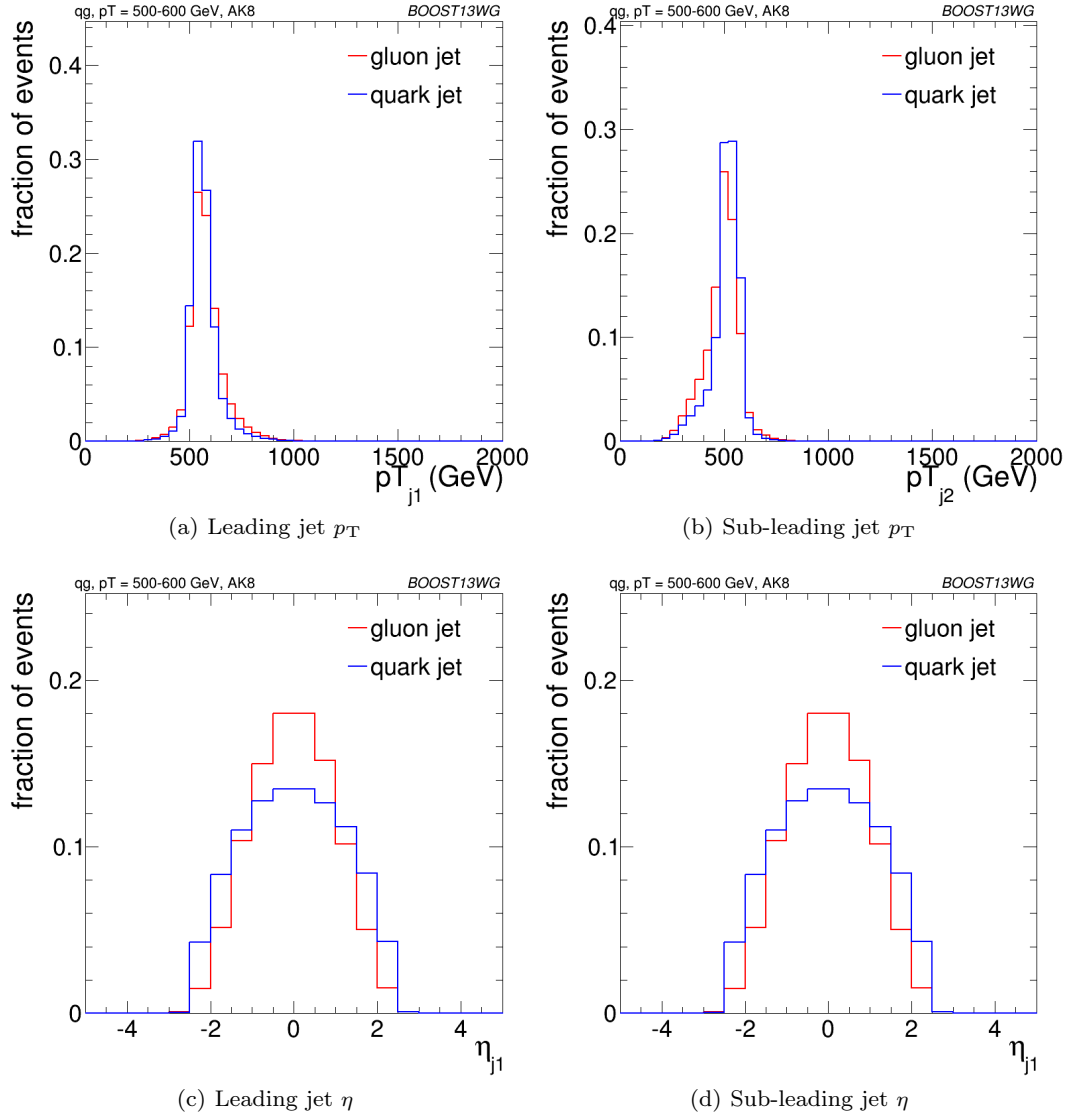 qg, pT = 500-600 GeV, AK8 BOOST13WG
fraction of events
gluon jet
quark jet
0.4
0.3
0.2
0.1
0
0 500 1000 1500 2000
pT_j1 (GeV)
(a) Leading jet p_T
qg, pT = 500-600 GeV, AK8 BOOST13WG
fraction of events
gluon jet
quark jet
0.4
0.3
0.2
0.1
0
0 500 1000 1500 2000
pT_j2 (GeV)
(b) Sub-leading jet p_T
qg, pT = 500-600 GeV, AK8 BOOST13WG
fraction of events
gluon jet
quark jet
0.2
0.1
0
-4 -2 0 2 4
η_j1
(c) Leading jet η
qg, pT = 500-600 GeV, AK8 BOOST13WG
fraction of events
gluon jet
quark jet
0.2
0.1
0
-4 -2 0 2 4
η_j1
(d) Sub-leading jet η